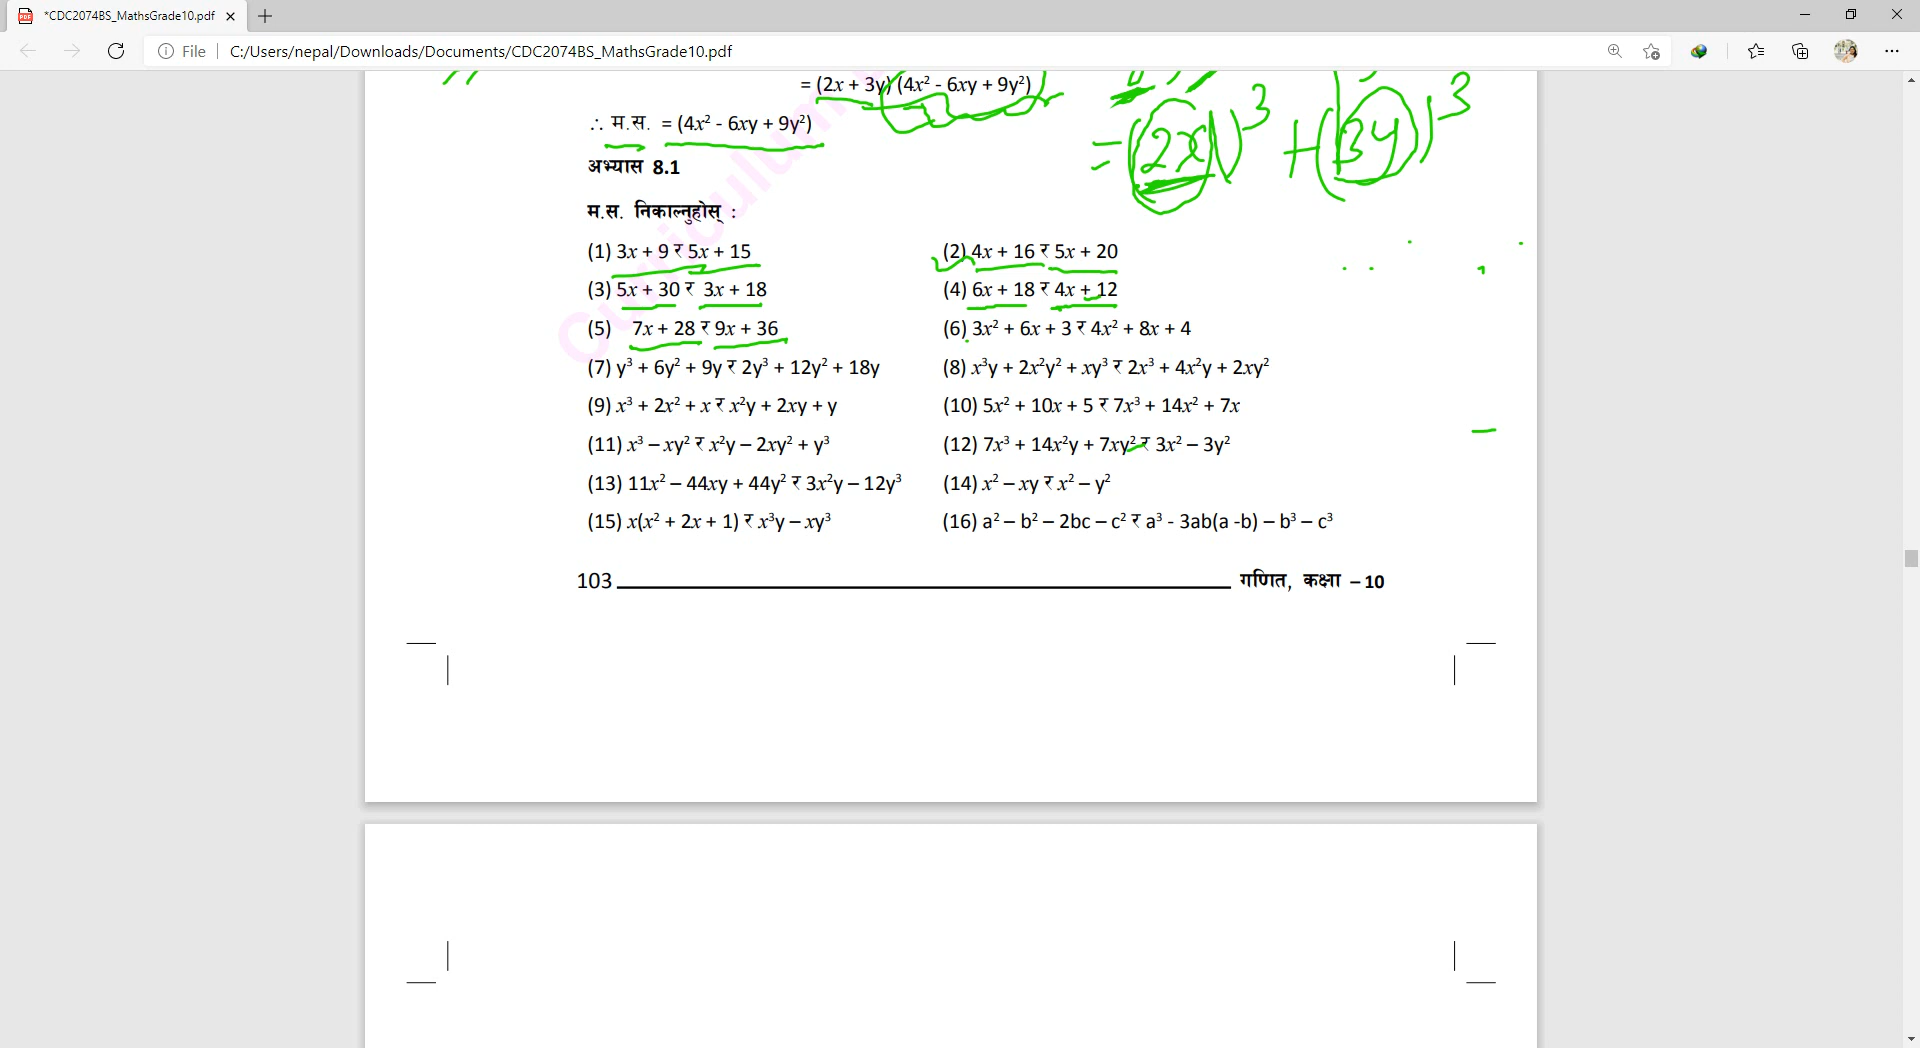 *CDC2074BS_MathsGrade10.pdf
File | C:/Users/nepal/Downloads/Documents/CDC2074BS_MathsGrade10.pdf
= (2x + 3y) (4x² - 6xy + 9y²)
∴ म.स. = (4x² - 6xy + 9y²)
= (2x)³ + (3y)³
अभ्यास 8.1
म.स. निकाल्नुहोस् :
(1) 3x + 9 र 5x + 15 (2) 4x + 16 र 5x + 20
(3) 5x + 30 र 3x + 18 (4) 6x + 18 र 4x + 12
(5) 7x + 28 र 9x + 36 (6) 3x² + 6x + 3 र 4x² + 8x + 4
(7) y³ + 6y² + 9y र 2y³ + 12y² + 18y (8) x³y + 2x²y² + xy³ र 2x³ + 4x²y + 2xy²
(9) x³ + 2x² + x र x²y + 2xy + y (10) 5x² + 10x + 5 र 7x³ + 14x² + 7x
(11) x³ – xy² र x²y – 2xy² + y³ (12) 7x³ + 14x²y + 7xy² र 3x² – 3y²
(13) 11x² – 44xy + 44y² र 3x²y – 12y³ (14) x² – xy र x² – y²
(15) x(x² + 2x + 1) र x³y – xy³ (16) a² – b² – 2bc – c² र a³ - 3ab(a -b) – b³ – c³
103 गणित, कक्षा – 10